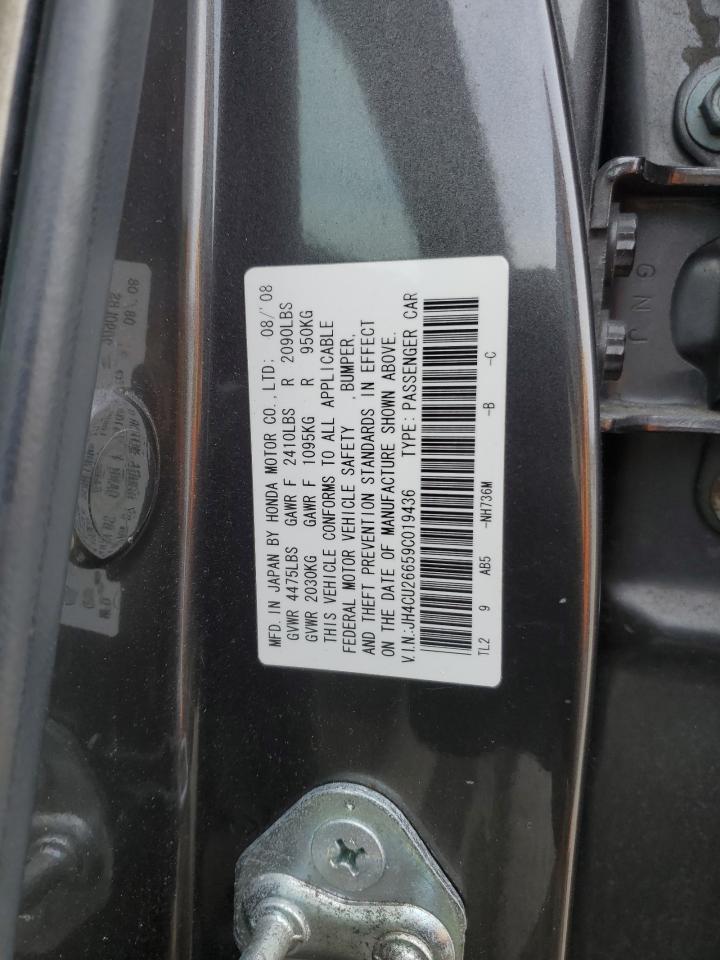 MFD. IN JAPAN BY HONDA MOTOR CO., LTD: 08/'08
GVWR 4475LBS GAWR F 2410LBS R 2090LBS
GVWR 2030KG GAWR F 1095KG R 950KG
THIS VEHICLE CONFORMS TO ALL APPLICABLE
FEDERAL MOTOR VEHICLE SAFETY ,BUMPER,
AND THEFT PREVENTION STANDARDS IN EFFECT
ON THE DATE OF MANUFACTURE SHOWN ABOVE.
V.I.N.:JH4CU26659C019436 TYPE: PASSENGER CAR
TL2 9 AB5 -NH736M -B -C
G N J